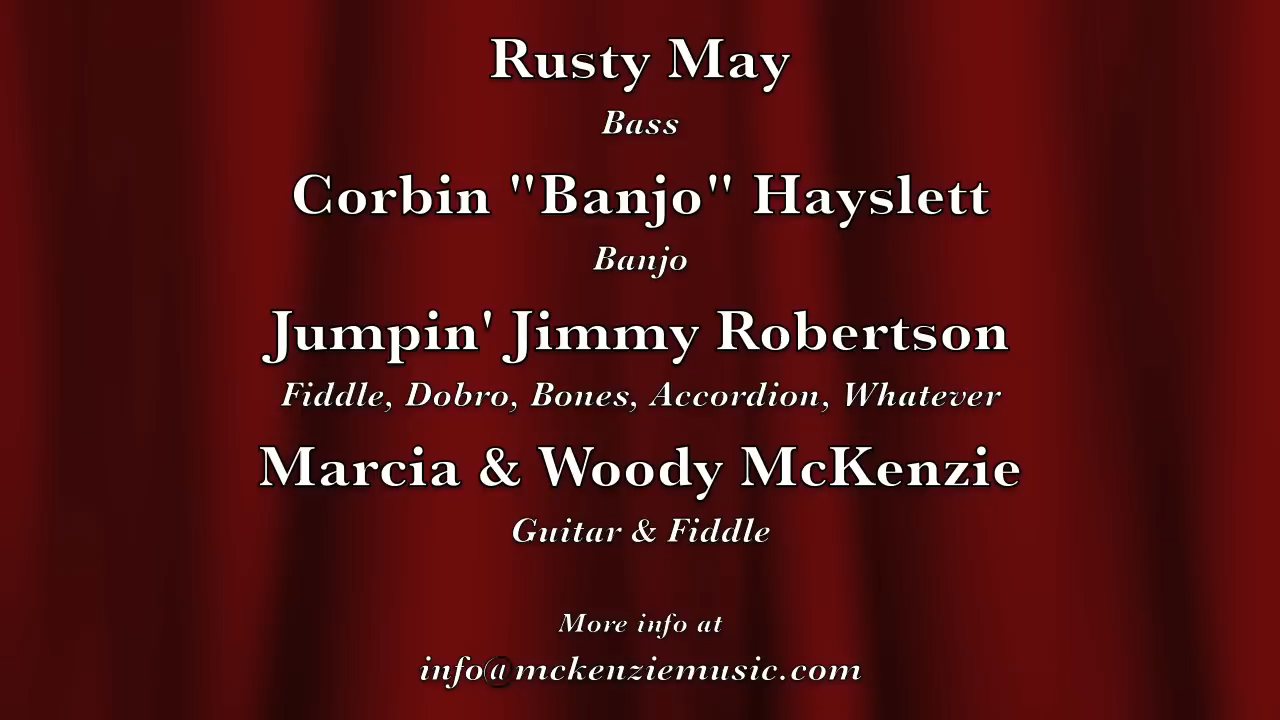 Rusty May
Bass
Corbin "Banjo" Hayslett
Banjo
Jumpin' Jimmy Robertson
Fiddle, Dobro, Bones, Accordion, Whatever
Marcia & Woody McKenzie
Guitar & Fiddle
More info at
info@mckenziemusic.com